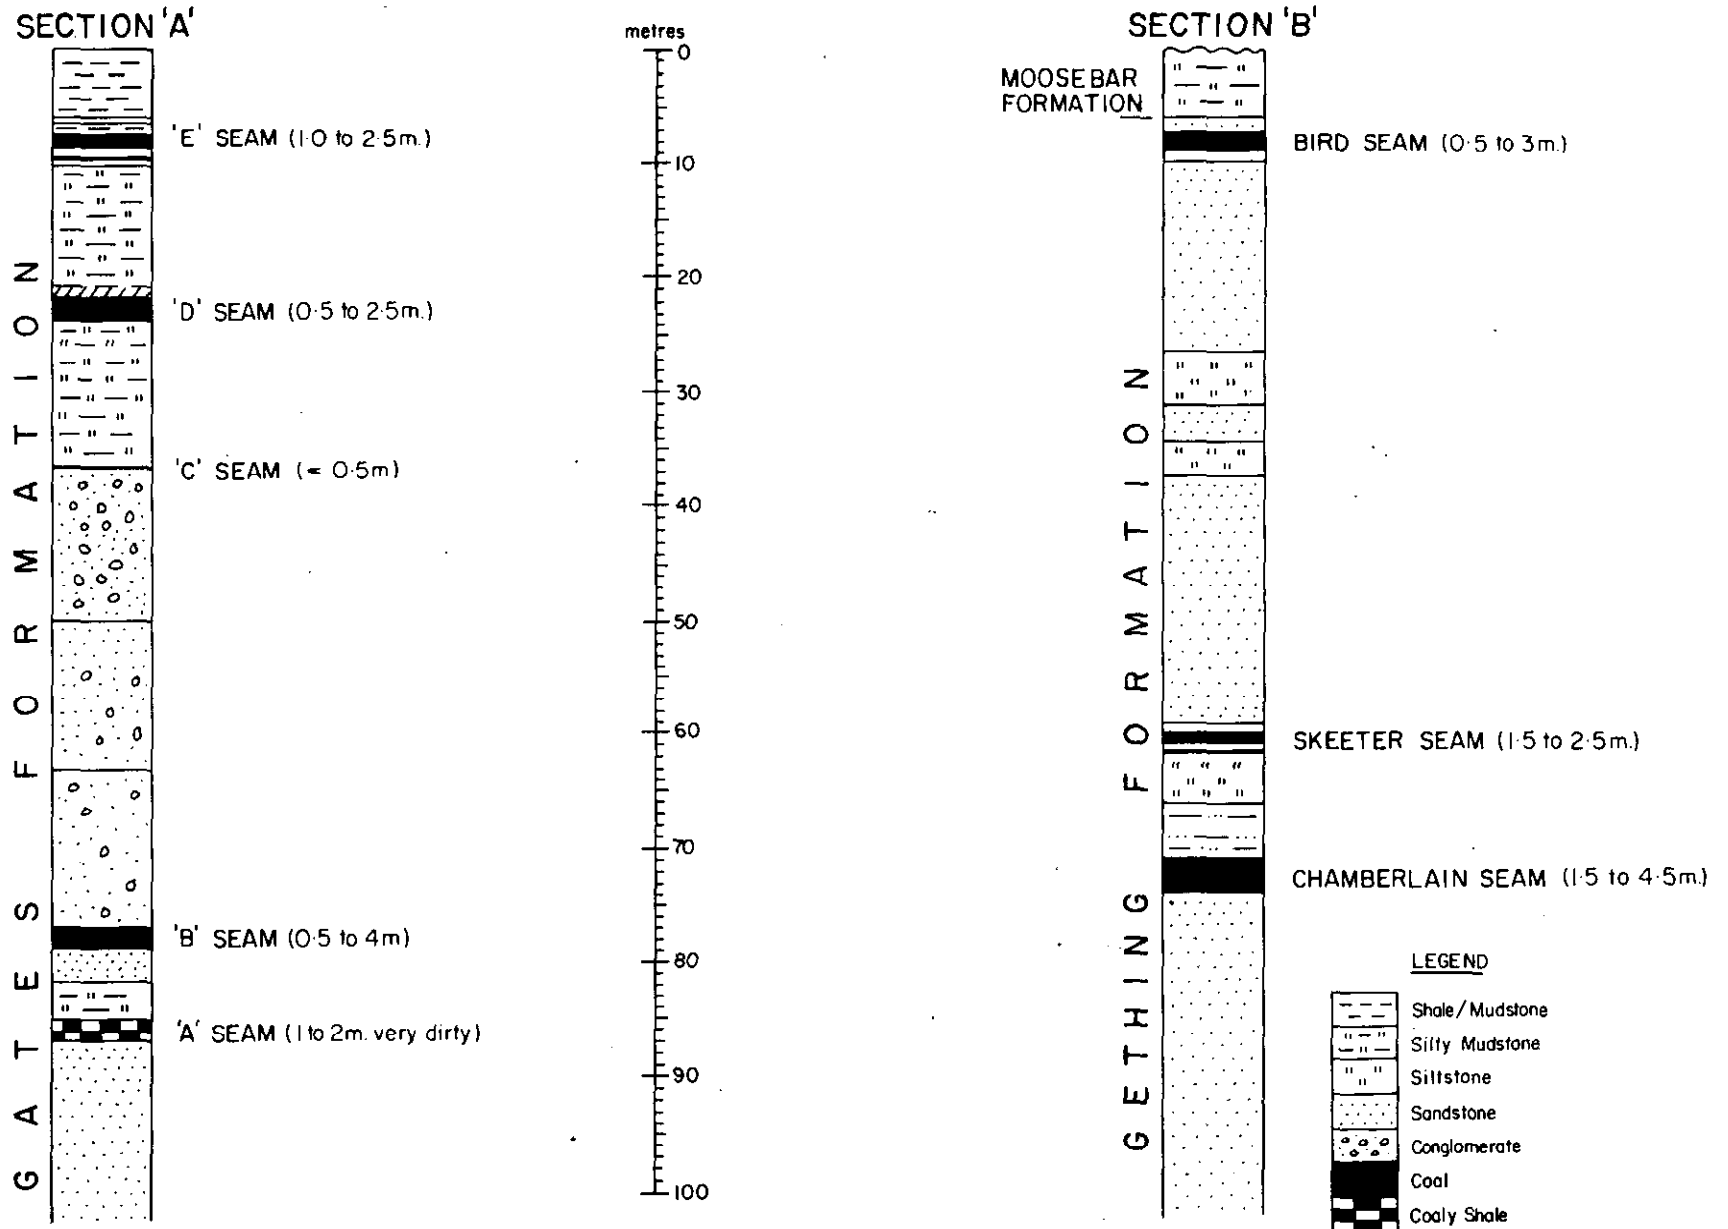 SECTION 'A'
GATES FORMATION
'E' SEAM (1·0 to 2·5m.)
'D' SEAM (0·5 to 2·5m.)
'C' SEAM (< 0·5m)
'B' SEAM (0·5 to 4m)
'A' SEAM (1 to 2m. very dirty)
metres
0
10
20
30
40
50
60
70
80
90
100
SECTION 'B'
MOOSEBAR
FORMATION
GETHING FORMATION
BIRD SEAM (0·5 to 3m.)
SKEETER SEAM (1·5 to 2·5m.)
CHAMBERLAIN SEAM (1·5 to 4·5m.)
LEGEND
Shale/Mudstone
Silty Mudstone
Siltstone
Sandstone
Conglomerate
Coal
Coaly Shale